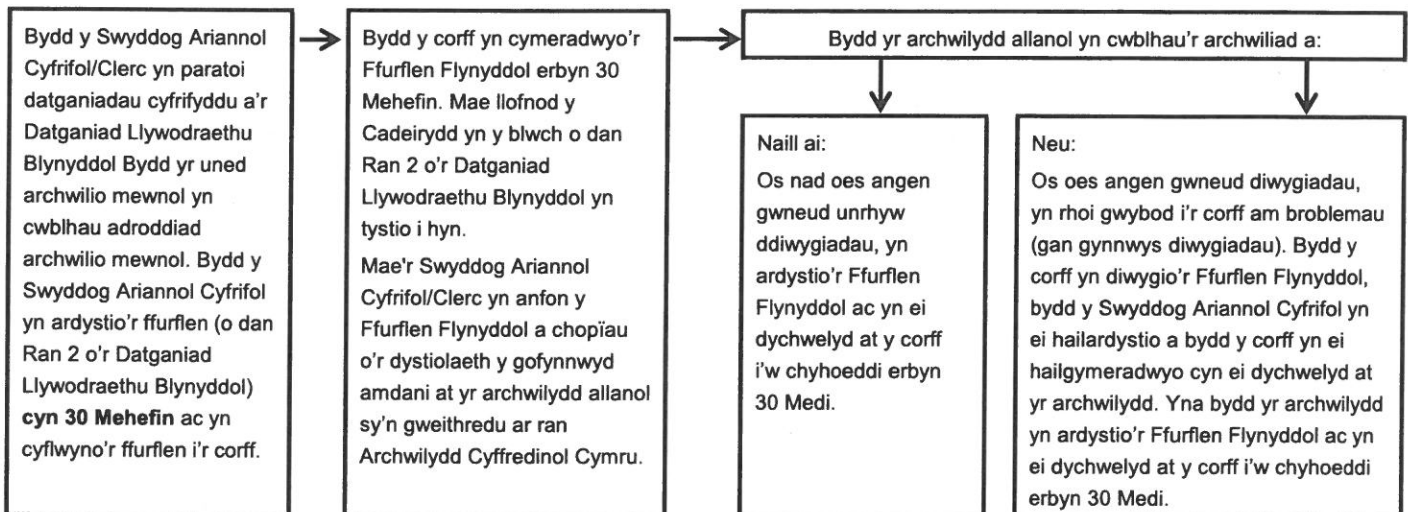 Bydd y Swyddog Ariannol
Cyfrifol/Clerc yn paratoi
datganiadau cyfrifyddu a'r
Datganiad Llywodraethu
Blynyddol Bydd yr uned
archwilio mewnol yn
cwblhau adroddiad
archwilio mewnol. Bydd y
Swyddog Ariannol Cyfrifol
yn ardystio'r ffurflen (o dan
Ran 2 o'r Datganiad
Llywodraethu Blynyddol)
cyn 30 Mehefin ac yn
cyflwyno'r ffurflen i'r corff.
Bydd y corff yn cymeradwyo'r
Ffurflen Flynyddol erbyn 30
Mehefin. Mae llofnod y
Cadeirydd yn y blwch o dan
Ran 2 o'r Datganiad
Llywodraethu Blynyddol yn
tystio i hyn.
Mae'r Swyddog Ariannol
Cyfrifol/Clerc yn anfon y
Ffurflen Flynyddol a chopïau
o'r dystiolaeth y gofynnwyd
amdani at yr archwilydd allanol
sy'n gweithredu ar ran
Archwilydd Cyffredinol Cymru.
Bydd yr archwilydd allanol yn cwblhau'r archwiliad a:
Naill ai:
Os nad oes angen
gwneud unrhyw
ddiwygiadau, yn
ardystio'r Ffurflen
Flynyddol ac yn ei
dychwelyd at y corff
i'w chyhoeddi erbyn
30 Medi.
Neu:
Os oes angen gwneud diwygiadau,
yn rhoi gwybod i'r corff am broblemau
(gan gynnwys diwygiadau). Bydd y
corff yn diwygio'r Ffurflen Flynyddol,
bydd y Swyddog Ariannol Cyfrifol yn
ei hailardystio a bydd y corff yn ei
hailgymeradwyo cyn ei dychwelyd at
yr archwilydd. Yna bydd yr archwilydd
yn ardystio'r Ffurflen Flynyddol ac yn
ei dychwelyd at y corff i'w chyhoeddi
erbyn 30 Medi.